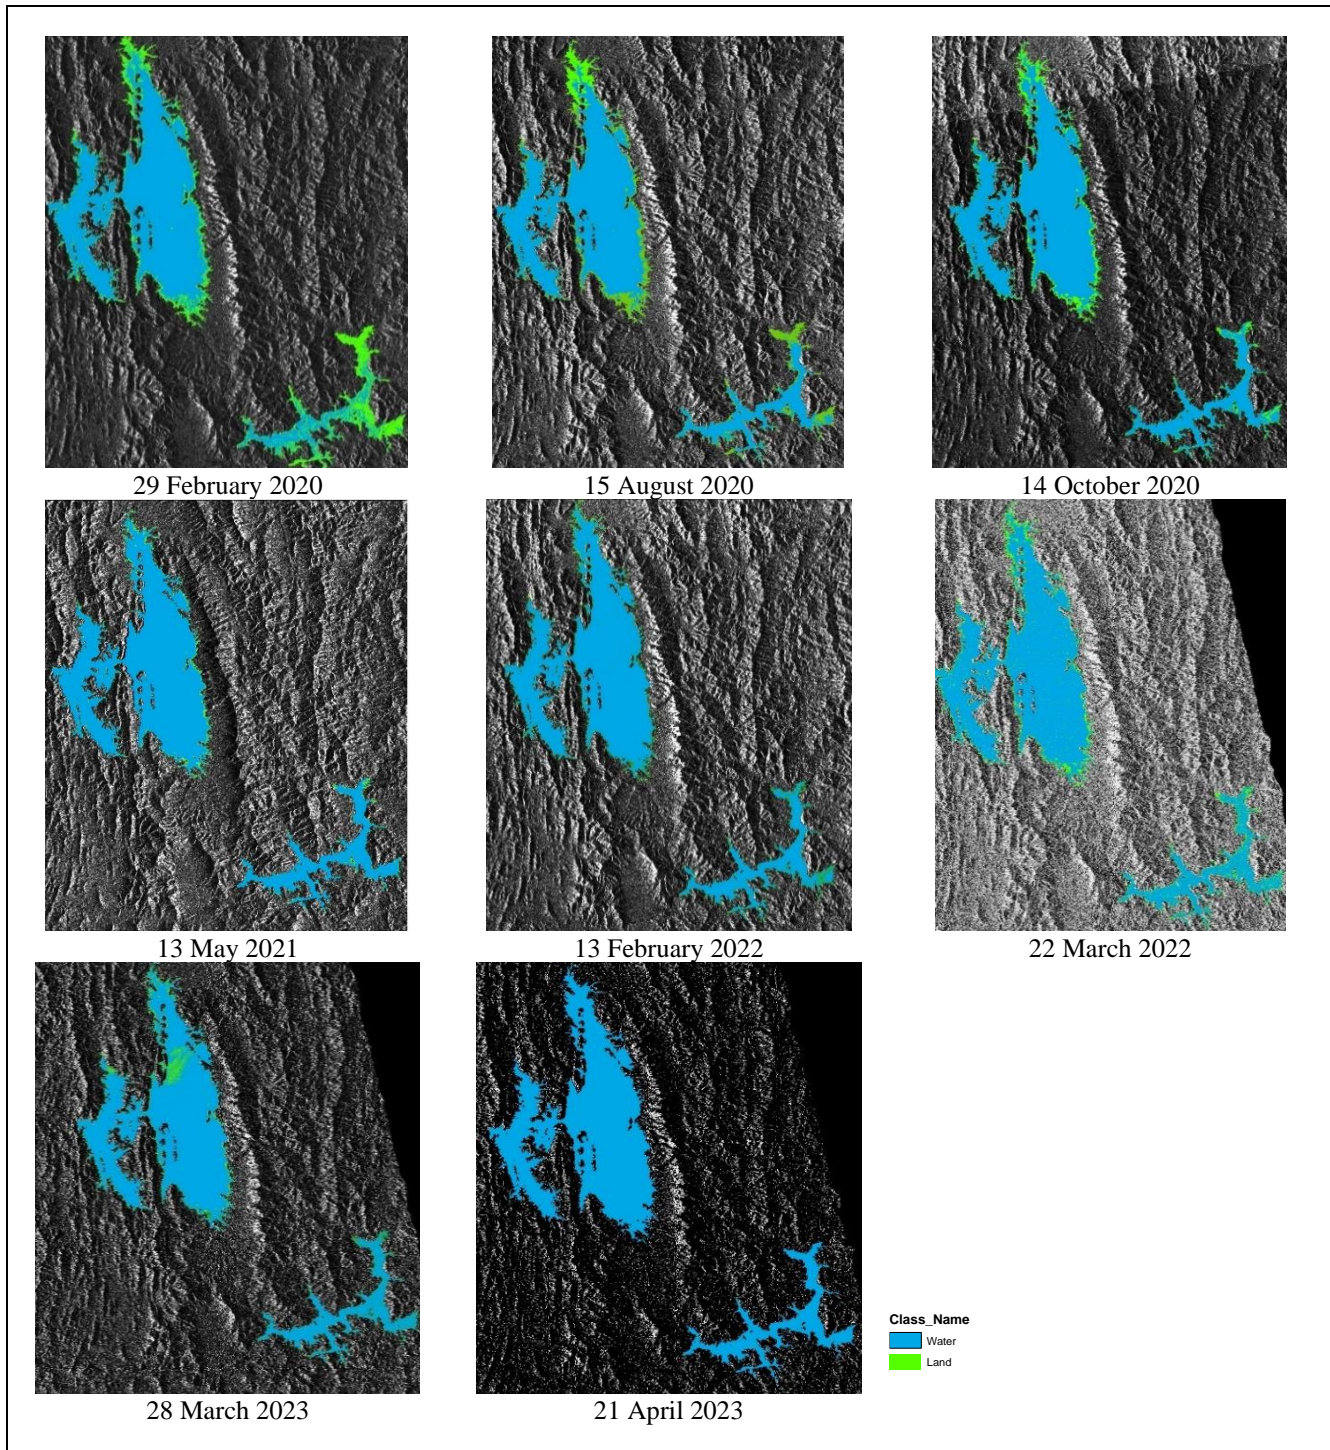 29 February 2020
15 August 2020
14 October 2020
13 May 2021
13 February 2022
22 March 2022
28 March 2023
21 April 2023
Class_Name
Water
Land